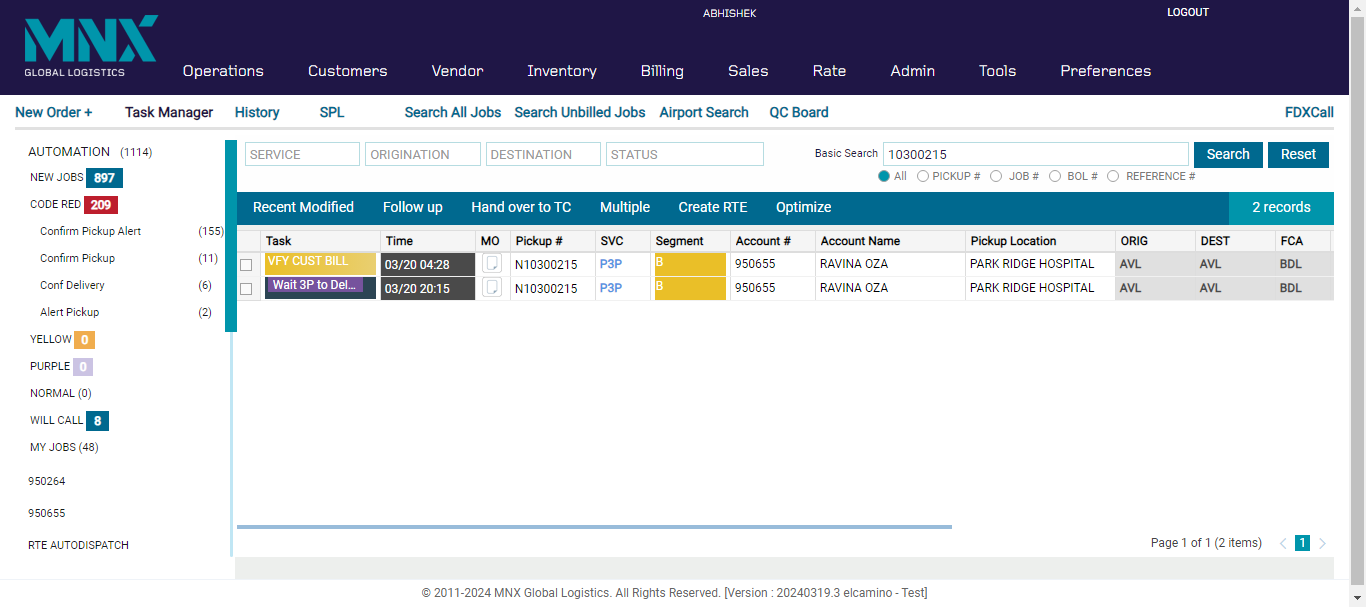 ABHISHEK
LOGOUT
MNX
GLOBAL LOGISTICS
Operations Customers Vendor Inventory Billing Sales Rate Admin Tools Preferences
New Order + Task Manager History SPL Search All Jobs Search Unbilled Jobs Airport Search QC Board FDXCall
AUTOMATION (1114)
NEW JOBS 897
CODE RED 209
Confirm Pickup Alert (155)
Confirm Pickup (11)
Conf Delivery (6)
Alert Pickup (2)
YELLOW 0
PURPLE 0
NORMAL (0)
WILL CALL 8
MY JOBS (48)
950264
950655
RTE AUTODISPATCH
SERVICE ORIGINATION DESTINATION STATUS Basic Search 10300215 Search Reset
All PICKUP # JOB # BOL # REFERENCE #
Recent Modified Follow up Hand over to TC Multiple Create RTE Optimize 2 records
Task Time MO Pickup # SVC Segment Account # Account Name Pickup Location ORIG DEST FCA
VFY CUST BILL 03/20 04:28 N10300215 P3P B 950655 RAVINA OZA PARK RIDGE HOSPITAL AVL AVL BDL
Wait 3P to Del... 03/20 20:15 N10300215 P3P B 950655 RAVINA OZA PARK RIDGE HOSPITAL AVL AVL BDL
Page 1 of 1 (2 items) 1
© 2011-2024 MNX Global Logistics. All Rights Reserved. [Version : 20240319.3 elcamino - Test]